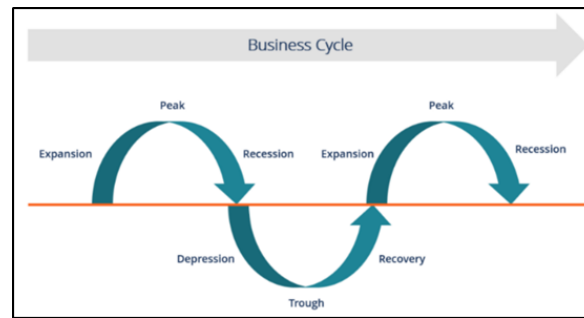 Business Cycle
Peak
Peak
Expansion
Recession
Expansion
Recession
Depression
Recovery
Trough